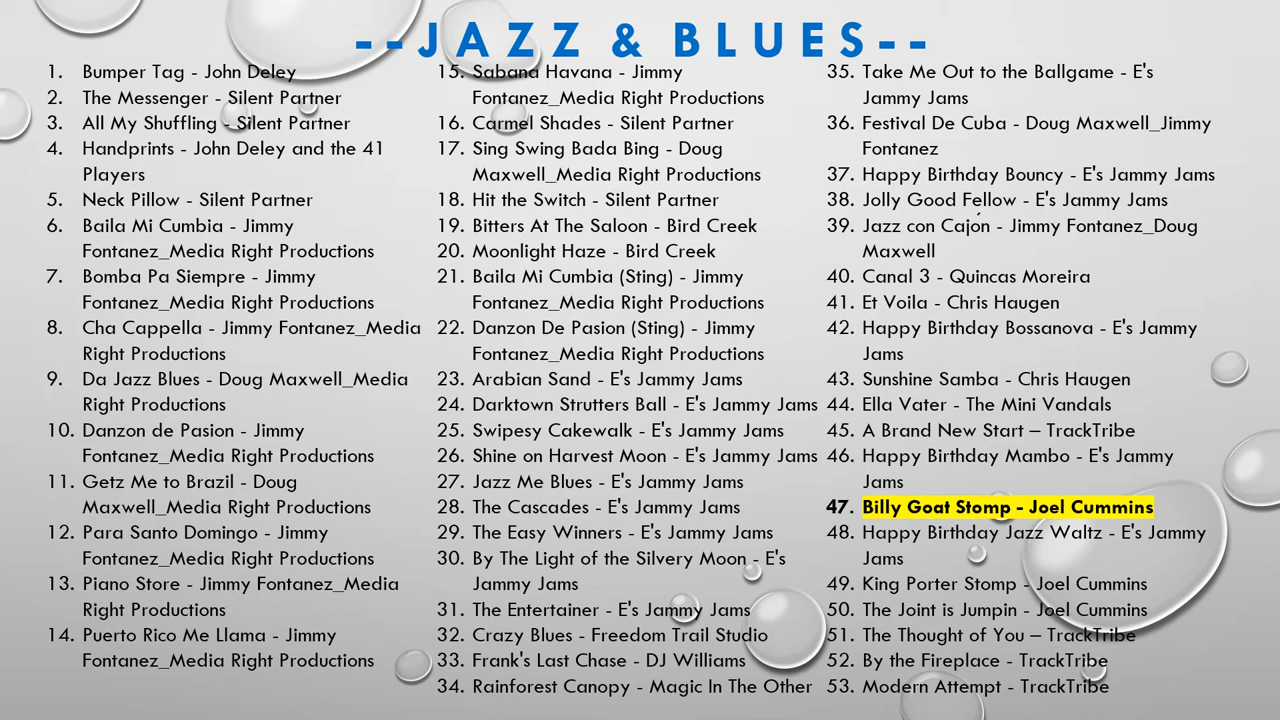 --JAZZ & BLUES--
1. Bumper Tag - John Deley
2. The Messenger - Silent Partner
3. All My Shuffling - Silent Partner
4. Handprints - John Deley and the 41
Players
5. Neck Pillow - Silent Partner
6. Baila Mi Cumbia - Jimmy
Fontanez_Media Right Productions
7. Bomba Pa Siempre - Jimmy
Fontanez_Media Right Productions
8. Cha Cappella - Jimmy Fontanez_Media
Right Productions
9. Da Jazz Blues - Doug Maxwell_Media
Right Productions
10. Danzon de Pasion - Jimmy
Fontanez_Media Right Productions
11. Getz Me to Brazil - Doug
Maxwell_Media Right Productions
12. Para Santo Domingo - Jimmy
Fontanez_Media Right Productions
13. Piano Store - Jimmy Fontanez_Media
Right Productions
14. Puerto Rico Me Llama - Jimmy
Fontanez_Media Right Productions
15. Sabana Havana - Jimmy
Fontanez_Media Right Productions
16. Carmel Shades - Silent Partner
17. Sing Swing Bada Bing - Doug
Maxwell_Media Right Productions
18. Hit the Switch - Silent Partner
19. Bitters At The Saloon - Bird Creek
20. Moonlight Haze - Bird Creek
21. Baila Mi Cumbia (Sting) - Jimmy
Fontanez_Media Right Productions
22. Danzon De Pasion (Sting) - Jimmy
Fontanez_Media Right Productions
23. Arabian Sand - E's Jammy Jams
24. Darktown Strutters Ball - E's Jammy Jams
25. Swipesy Cakewalk - E's Jammy Jams
26. Shine on Harvest Moon - E's Jammy Jams
27. Jazz Me Blues - E's Jammy Jams
28. The Cascades - E's Jammy Jams
29. The Easy Winners - E's Jammy Jams
30. By The Light of the Silvery Moon - E's
Jammy Jams
31. The Entertainer - E's Jammy Jams
32. Crazy Blues - Freedom Trail Studio
33. Frank's Last Chase - DJ Williams
34. Rainforest Canopy - Magic In The Other
35. Take Me Out to the Ballgame - E's
Jammy Jams
36. Festival De Cuba - Doug Maxwell_Jimmy
Fontanez
37. Happy Birthday Bouncy - E's Jammy Jams
38. Jolly Good Fellow - E's Jammy Jams
39. Jazz con Cajón - Jimmy Fontanez_Doug
Maxwell
40. Canal 3 - Quincas Moreira
41. Et Voila - Chris Haugen
42. Happy Birthday Bossanova - E's Jammy
Jams
43. Sunshine Samba - Chris Haugen
44. Ella Vater - The Mini Vandals
45. A Brand New Start – TrackTribe
46. Happy Birthday Mambo - E's Jammy
Jams
47. Billy Goat Stomp - Joel Cummins
48. Happy Birthday Jazz Waltz - E's Jammy
Jams
49. King Porter Stomp - Joel Cummins
50. The Joint is Jumpin - Joel Cummins
51. The Thought of You – TrackTribe
52. By the Fireplace - TrackTribe
53. Modern Attempt - TrackTribe